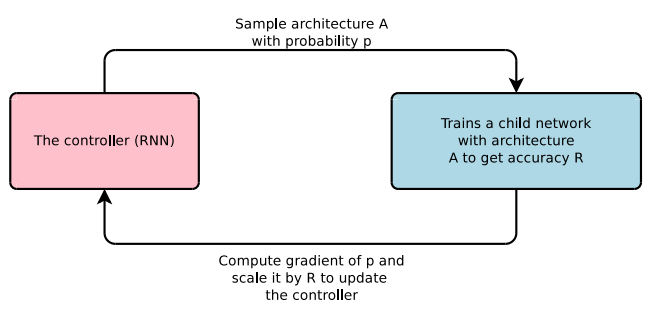 Sample architecture A
with probability p
The controller (RNN)
Trains a child network
with architecture
A to get accuracy R
Compute gradient of p and
scale it by R to update
the controller